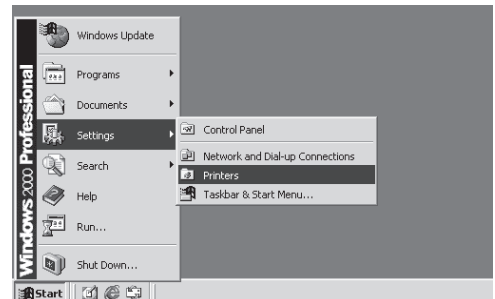 Windows 2000 Professional
Windows Update
Programs
Documents
Settings
Search
Help
Run...
Shut Down...
Control Panel
Network and Dial-up Connections
Printers
Taskbar & Start Menu...
Start